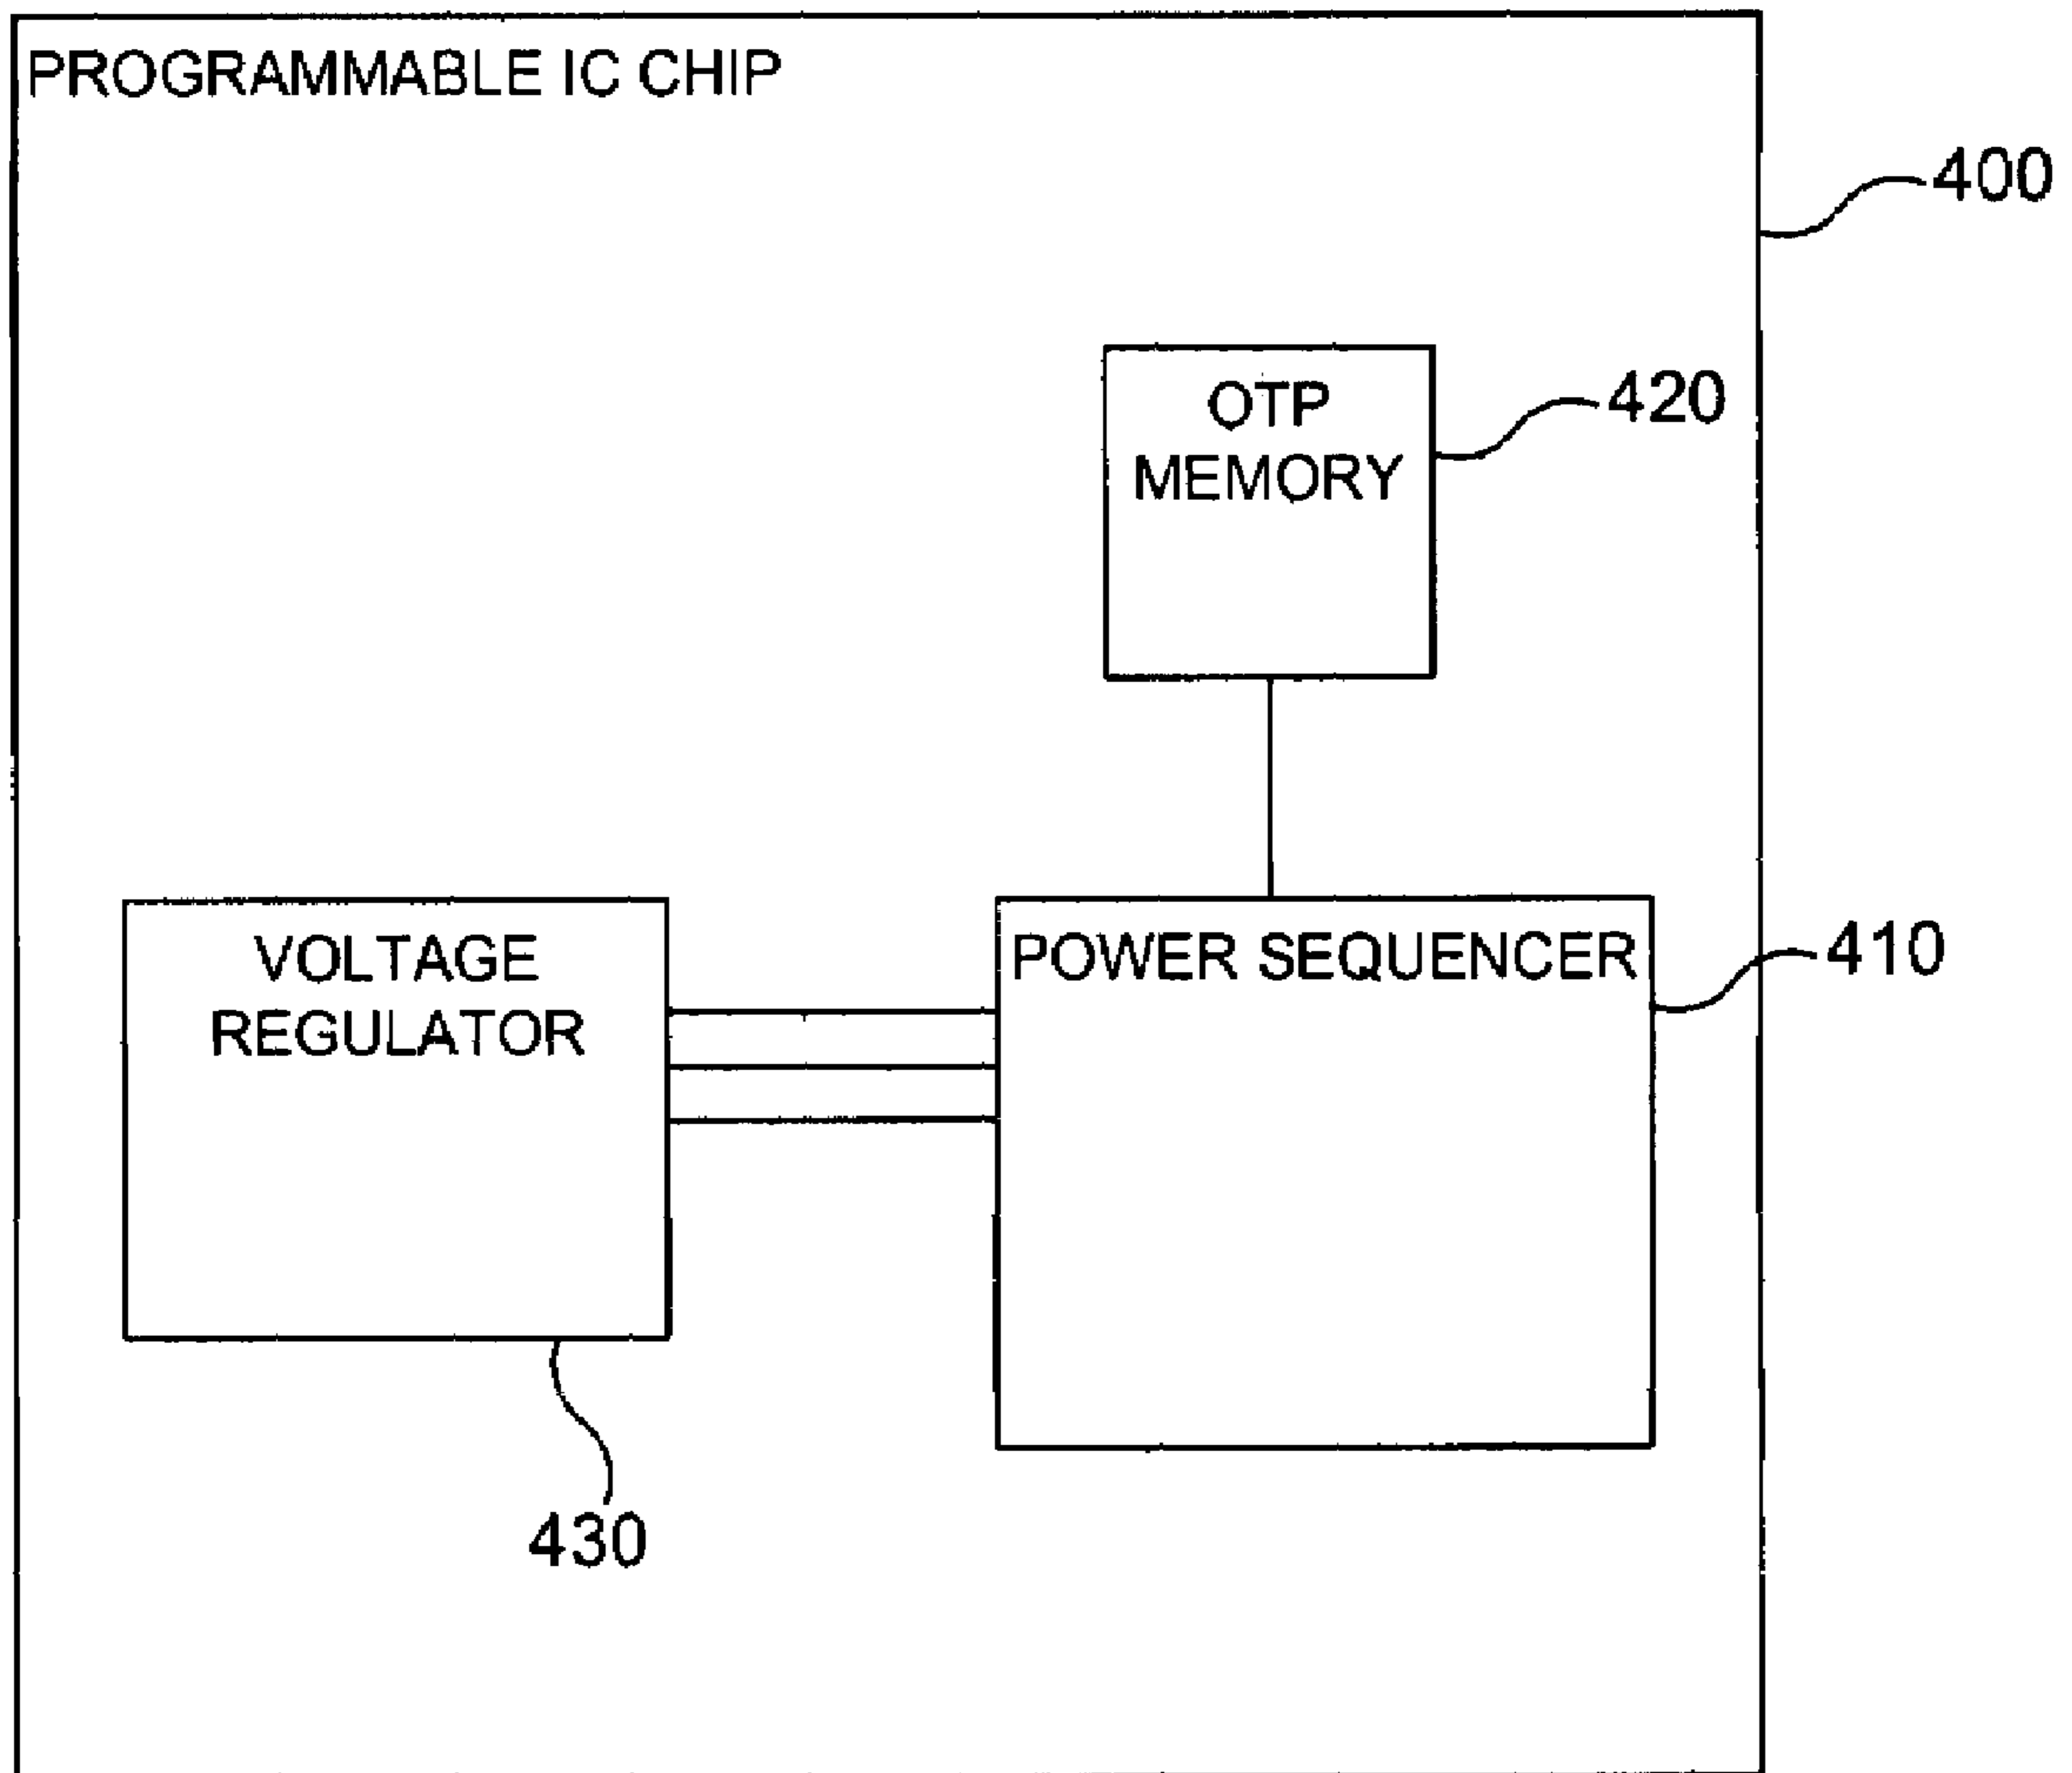 PROGRAMMABLE IC CHIP
400
OTP
MEMORY
420
VOLTAGE
REGULATOR
POWER SEQUENCER
410
430